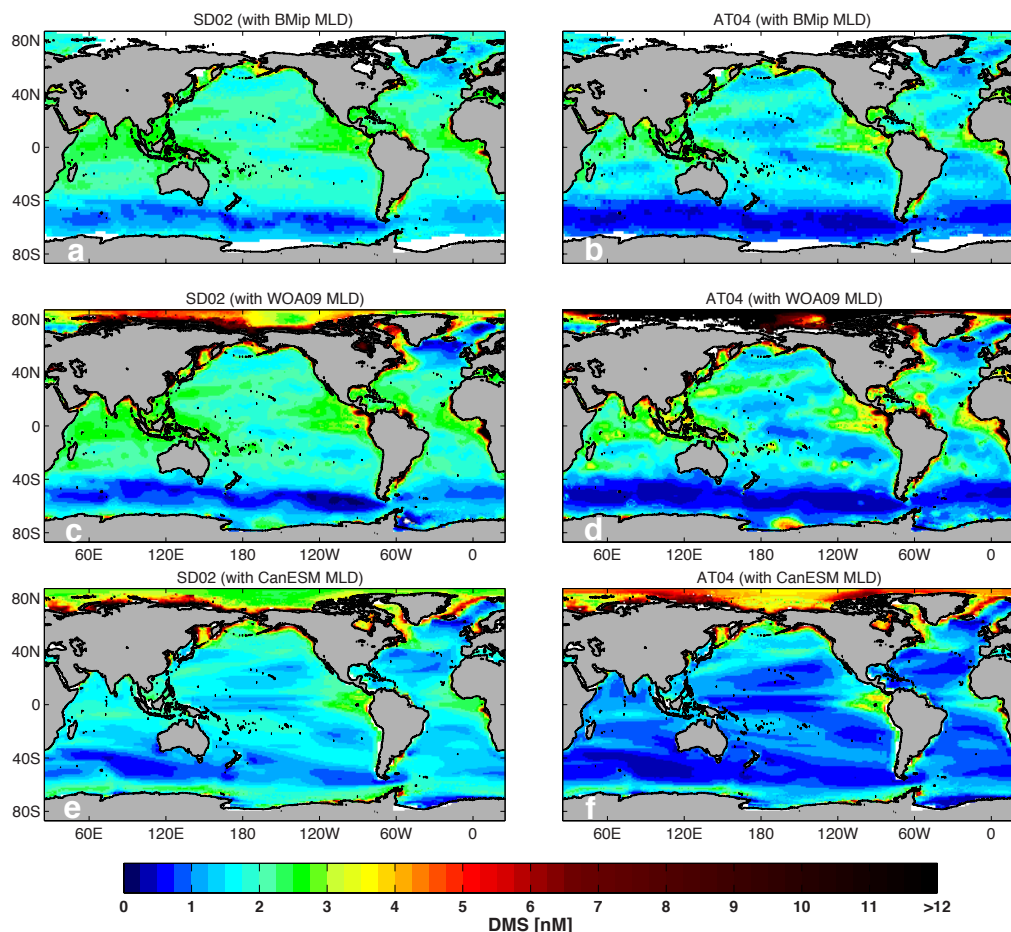 SD02 (with BMip MLD) AT04 (with BMip MLD)
80N
40N
0
40S
80S
a b
SD02 (with WOA09 MLD) AT04 (with WOA09 MLD)
80N
40N
0
40S
80S
c d
60E 120E 180 120W 60W 0 60E 120E 180 120W 60W 0
SD02 (with CanESM MLD) AT04 (with CanESM MLD)
80N
40N
0
40S
80S
e f
60E 120E 180 120W 60W 0 60E 120E 180 120W 60W 0
0 1 2 3 4 5 6 7 8 9 10 11 >12
DMS [nM]